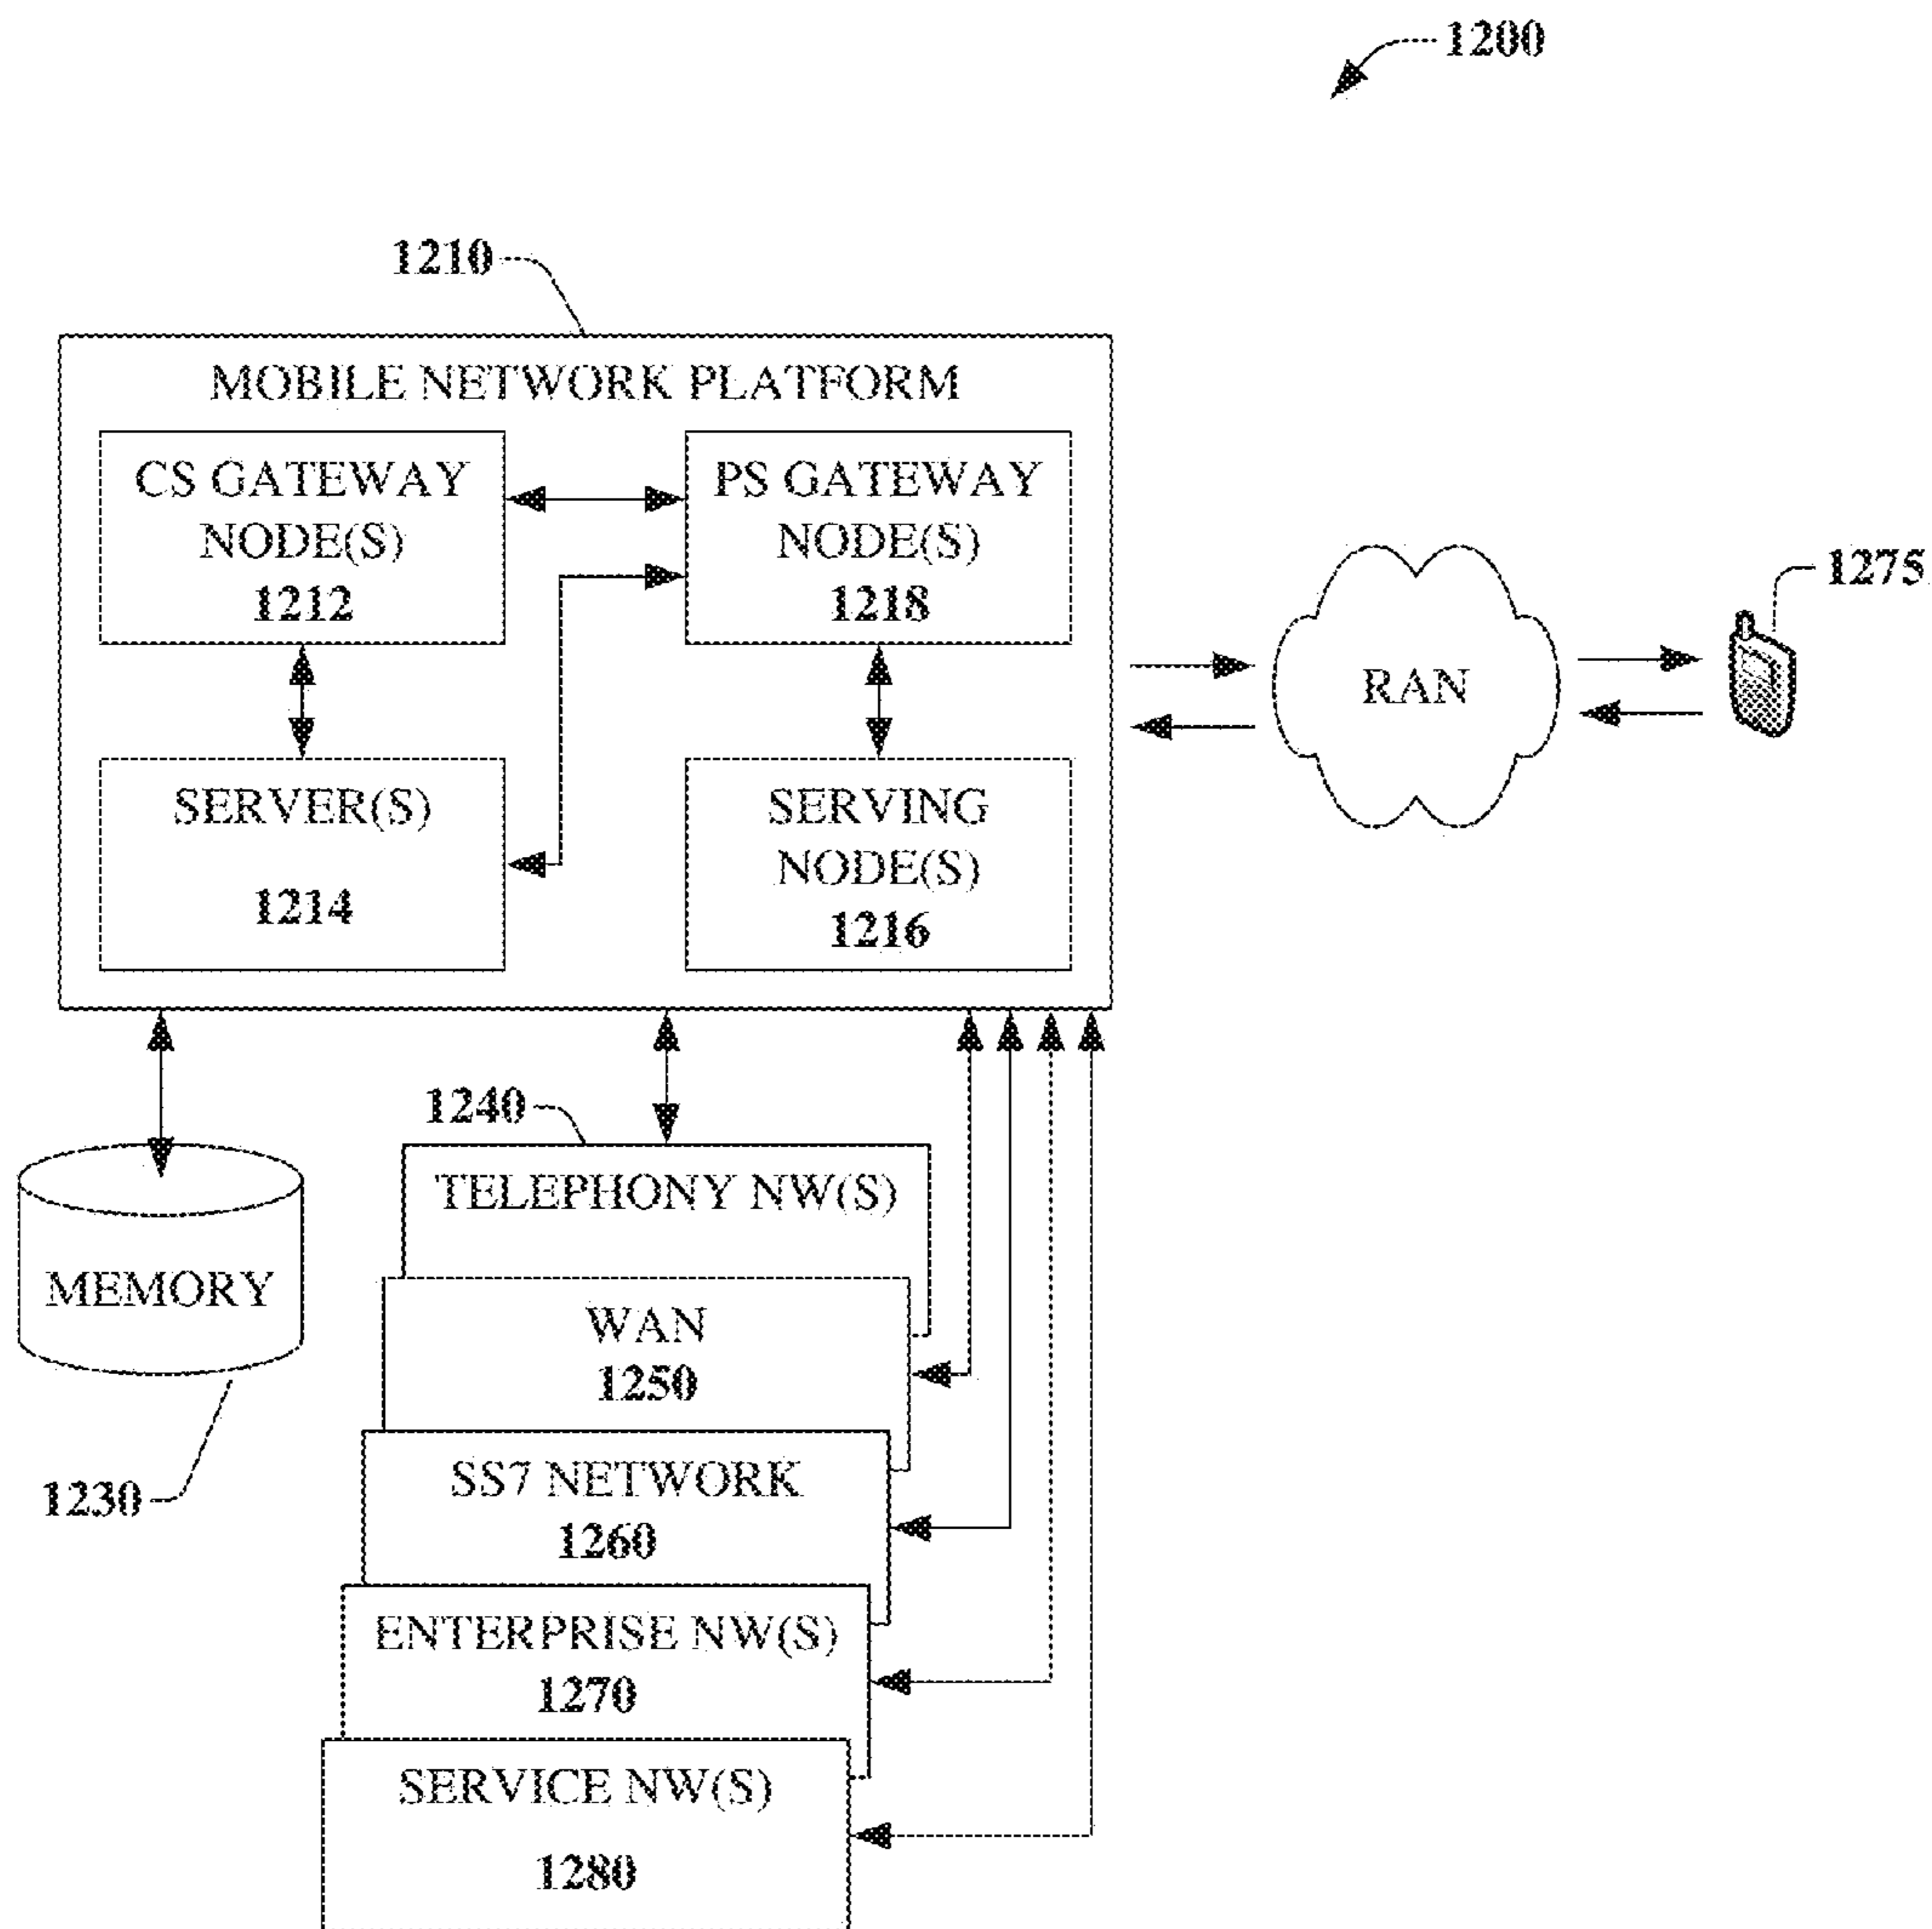 1200
1210
MOBILE NETWORK PLATFORM
CS GATEWAY
NODE(S)
1212
PS GATEWAY
NODE(S)
1218
SERVER(S)
1214
SERVING
NODE(S)
1216
RAN
1275
1240
TELEPHONY NW(S)
MEMORY
1230
WAN
1250
SS7 NETWORK
1260
ENTERPRISE NW(S)
1270
SERVICE NW(S)
1280